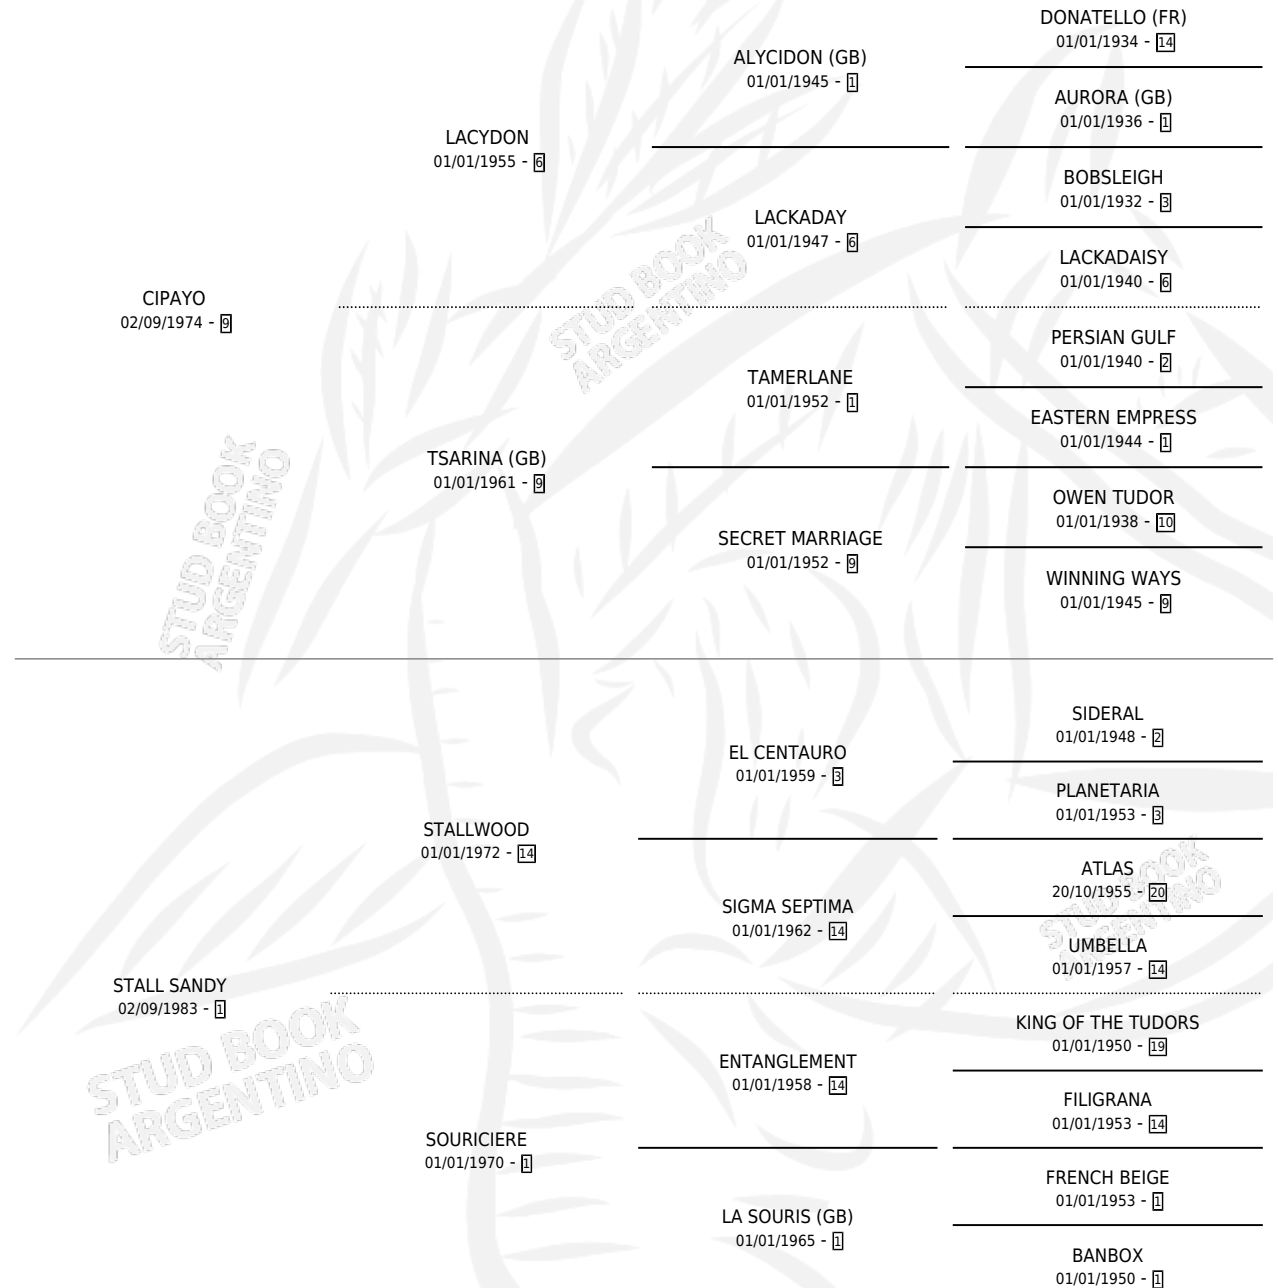 DONATELLO (FR)
01/01/1934 - 14
ALYCIDON (GB)
01/01/1945 - 1
AURORA (GB)
01/01/1936 - 1
LACYDON
01/01/1955 - 6
BOBSLEIGH
01/01/1932 - 3
LACKADAY
01/01/1947 - 6
LACKADAISY
01/01/1940 - 6
CIPAYO
02/09/1974 - 9
PERSIAN GULF
01/01/1940 - 2
TAMERLANE
01/01/1952 - 1
EASTERN EMPRESS
01/01/1944 - 1
TSARINA (GB)
01/01/1961 - 9
OWEN TUDOR
01/01/1938 - 10
SECRET MARRIAGE
01/01/1952 - 9
WINNING WAYS
01/01/1945 - 9
SIDERAL
01/01/1948 - 2
EL CENTAURO
01/01/1959 - 3
PLANETARIA
01/01/1953 - 3
STALLWOOD
01/01/1972 - 14
ATLAS
20/10/1955 - 20
SIGMA SEPTIMA
01/01/1962 - 14
UMBELLA
01/01/1957 - 14
STALL SANDY
02/09/1983 - 1
KING OF THE TUDORS
01/01/1950 - 19
ENTANGLEMENT
01/01/1958 - 14
FILIGRANA
01/01/1953 - 14
SOURICIERE
01/01/1970 - 1
FRENCH BEIGE
01/01/1953 - 1
LA SOURIS (GB)
01/01/1965 - 1
BANBOX
01/01/1950 - 1
STUD BOOK
ARGENTINO
STUD BOOK
ARGENTINO
STUD BOOK
ARGENTINO
STUD BOOK
ARGENTINO